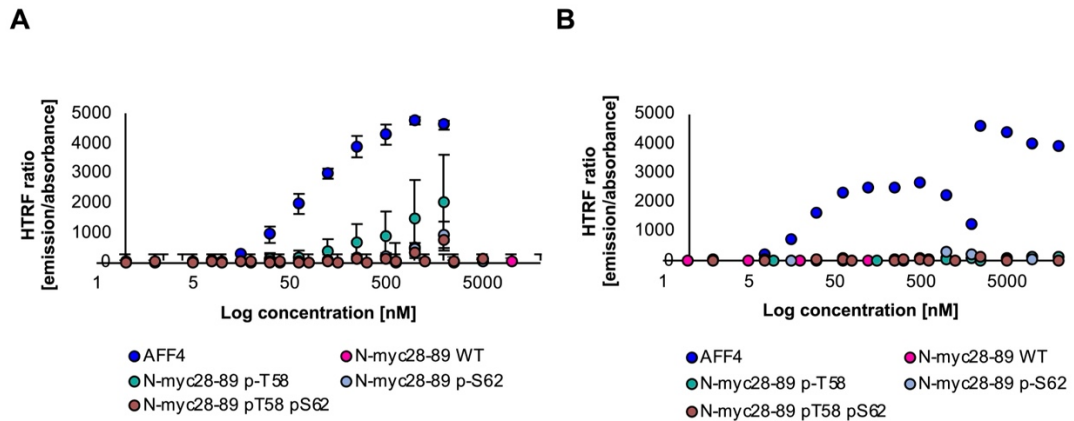 A
HTRF ratio
[emission/absorbance]
5000
4000
3000
2000
1000
0
1
5
50
500
5000
Log concentration [nM]
AFF4
N-myc28-89 WT
N-myc28-89 p-T58
N-myc28-89 p-S62
N-myc28-89 pT58 pS62
B
HTRF ratio
[emission/absorbance]
5000
4000
3000
2000
1000
0
1
5
50
500
5000
Log concentration [nM]
AFF4
N-myc28-89 WT
N-myc28-89 p-T58
N-myc28-89 p-S62
N-myc28-89 pT58 pS62